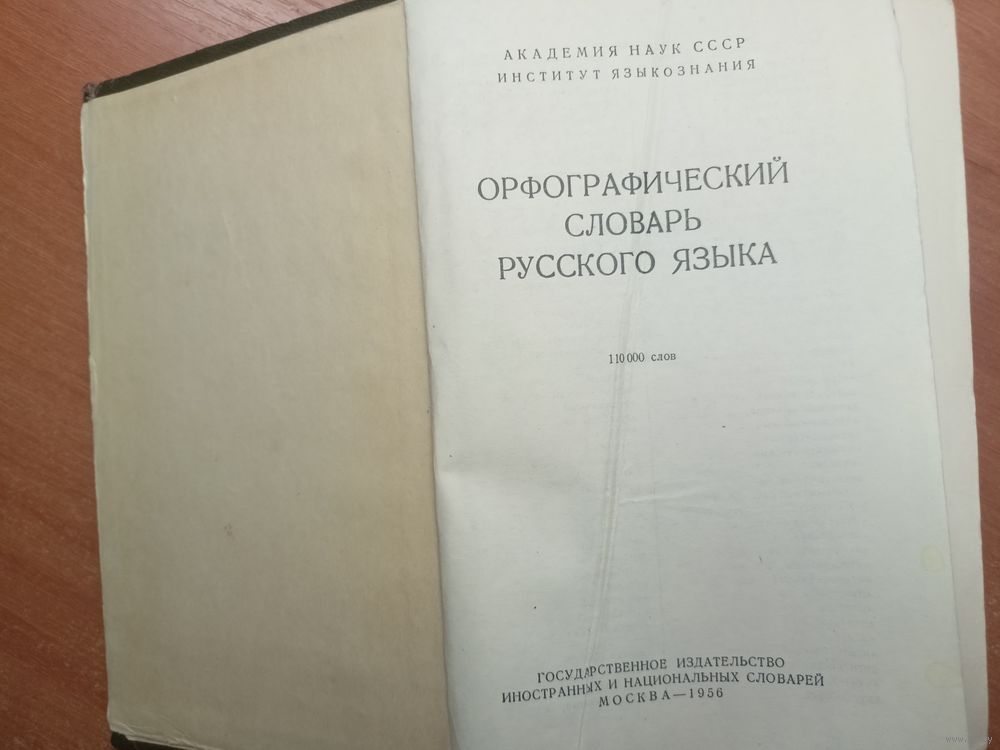 АКАДЕМИЯ НАУК СССР
ИНСТИТУТ ЯЗЫКОЗНАНИЯ
ОРФОГРАФИЧЕСКИЙ
СЛОВАРЬ
РУССКОГО ЯЗЫКА
110 000 слов
ГОСУДАРСТВЕННОЕ ИЗДАТЕЛЬСТВО
ИНОСТРАННЫХ И НАЦИОНАЛЬНЫХ СЛОВАРЕЙ
МОСКВА—1956